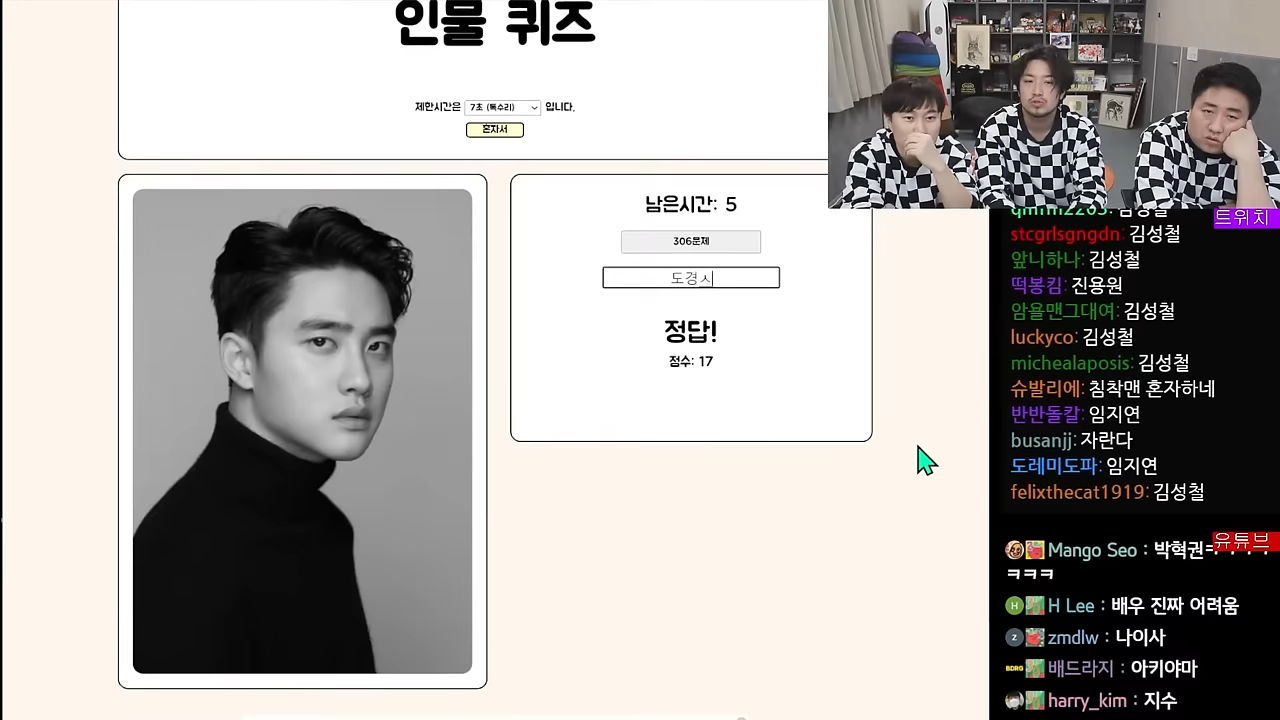 인물 퀴즈
제한시간은 7초 (독수리) 입니다.
혼자서
남은시간: 5
306문제
도경시
정답!
점수: 17
트위치
김성철
stcgrlsgngdn: 김성철
앞니하나: 김성철
떡봉킴: 진용원
암욜맨그대여: 김성철
luckyco: 김성철
michealaposis: 김성철
슈발리에: 침착맨 혼자하네
반반돌칼: 임지연
busanjj: 자란다
도레미도파: 임지연
felixthecat1919: 김성철
유튜브
Mango Seo : 박혁권ㅋ
ㅋㅋㅋ
H Lee : 배우 진짜 어려움
zmdlw : 나이사
배드라지 : 아키야마
harry_kim : 지수